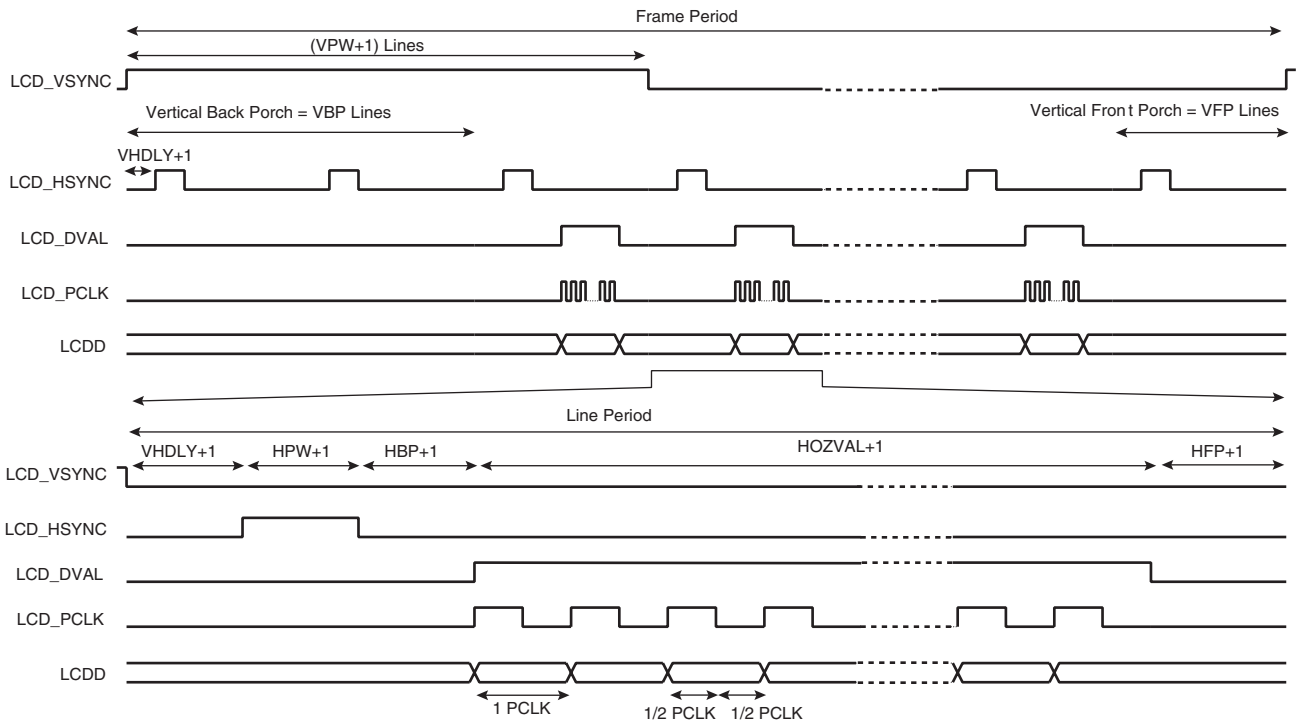 Frame Period
(VPW+1) Lines
LCD_VSYNC
Vertical Back Porch = VBP Lines
Vertical Front Porch = VFP Lines
VHDLY+1
LCD_HSYNC
LCD_DVAL
LCD_PCLK
LCDD
Line Period
VHDLY+1
HPW+1
HBP+1
HOZVAL+1
HFP+1
LCD_VSYNC
LCD_HSYNC
LCD_DVAL
LCD_PCLK
LCDD
1 PCLK
1/2 PCLK
1/2 PCLK